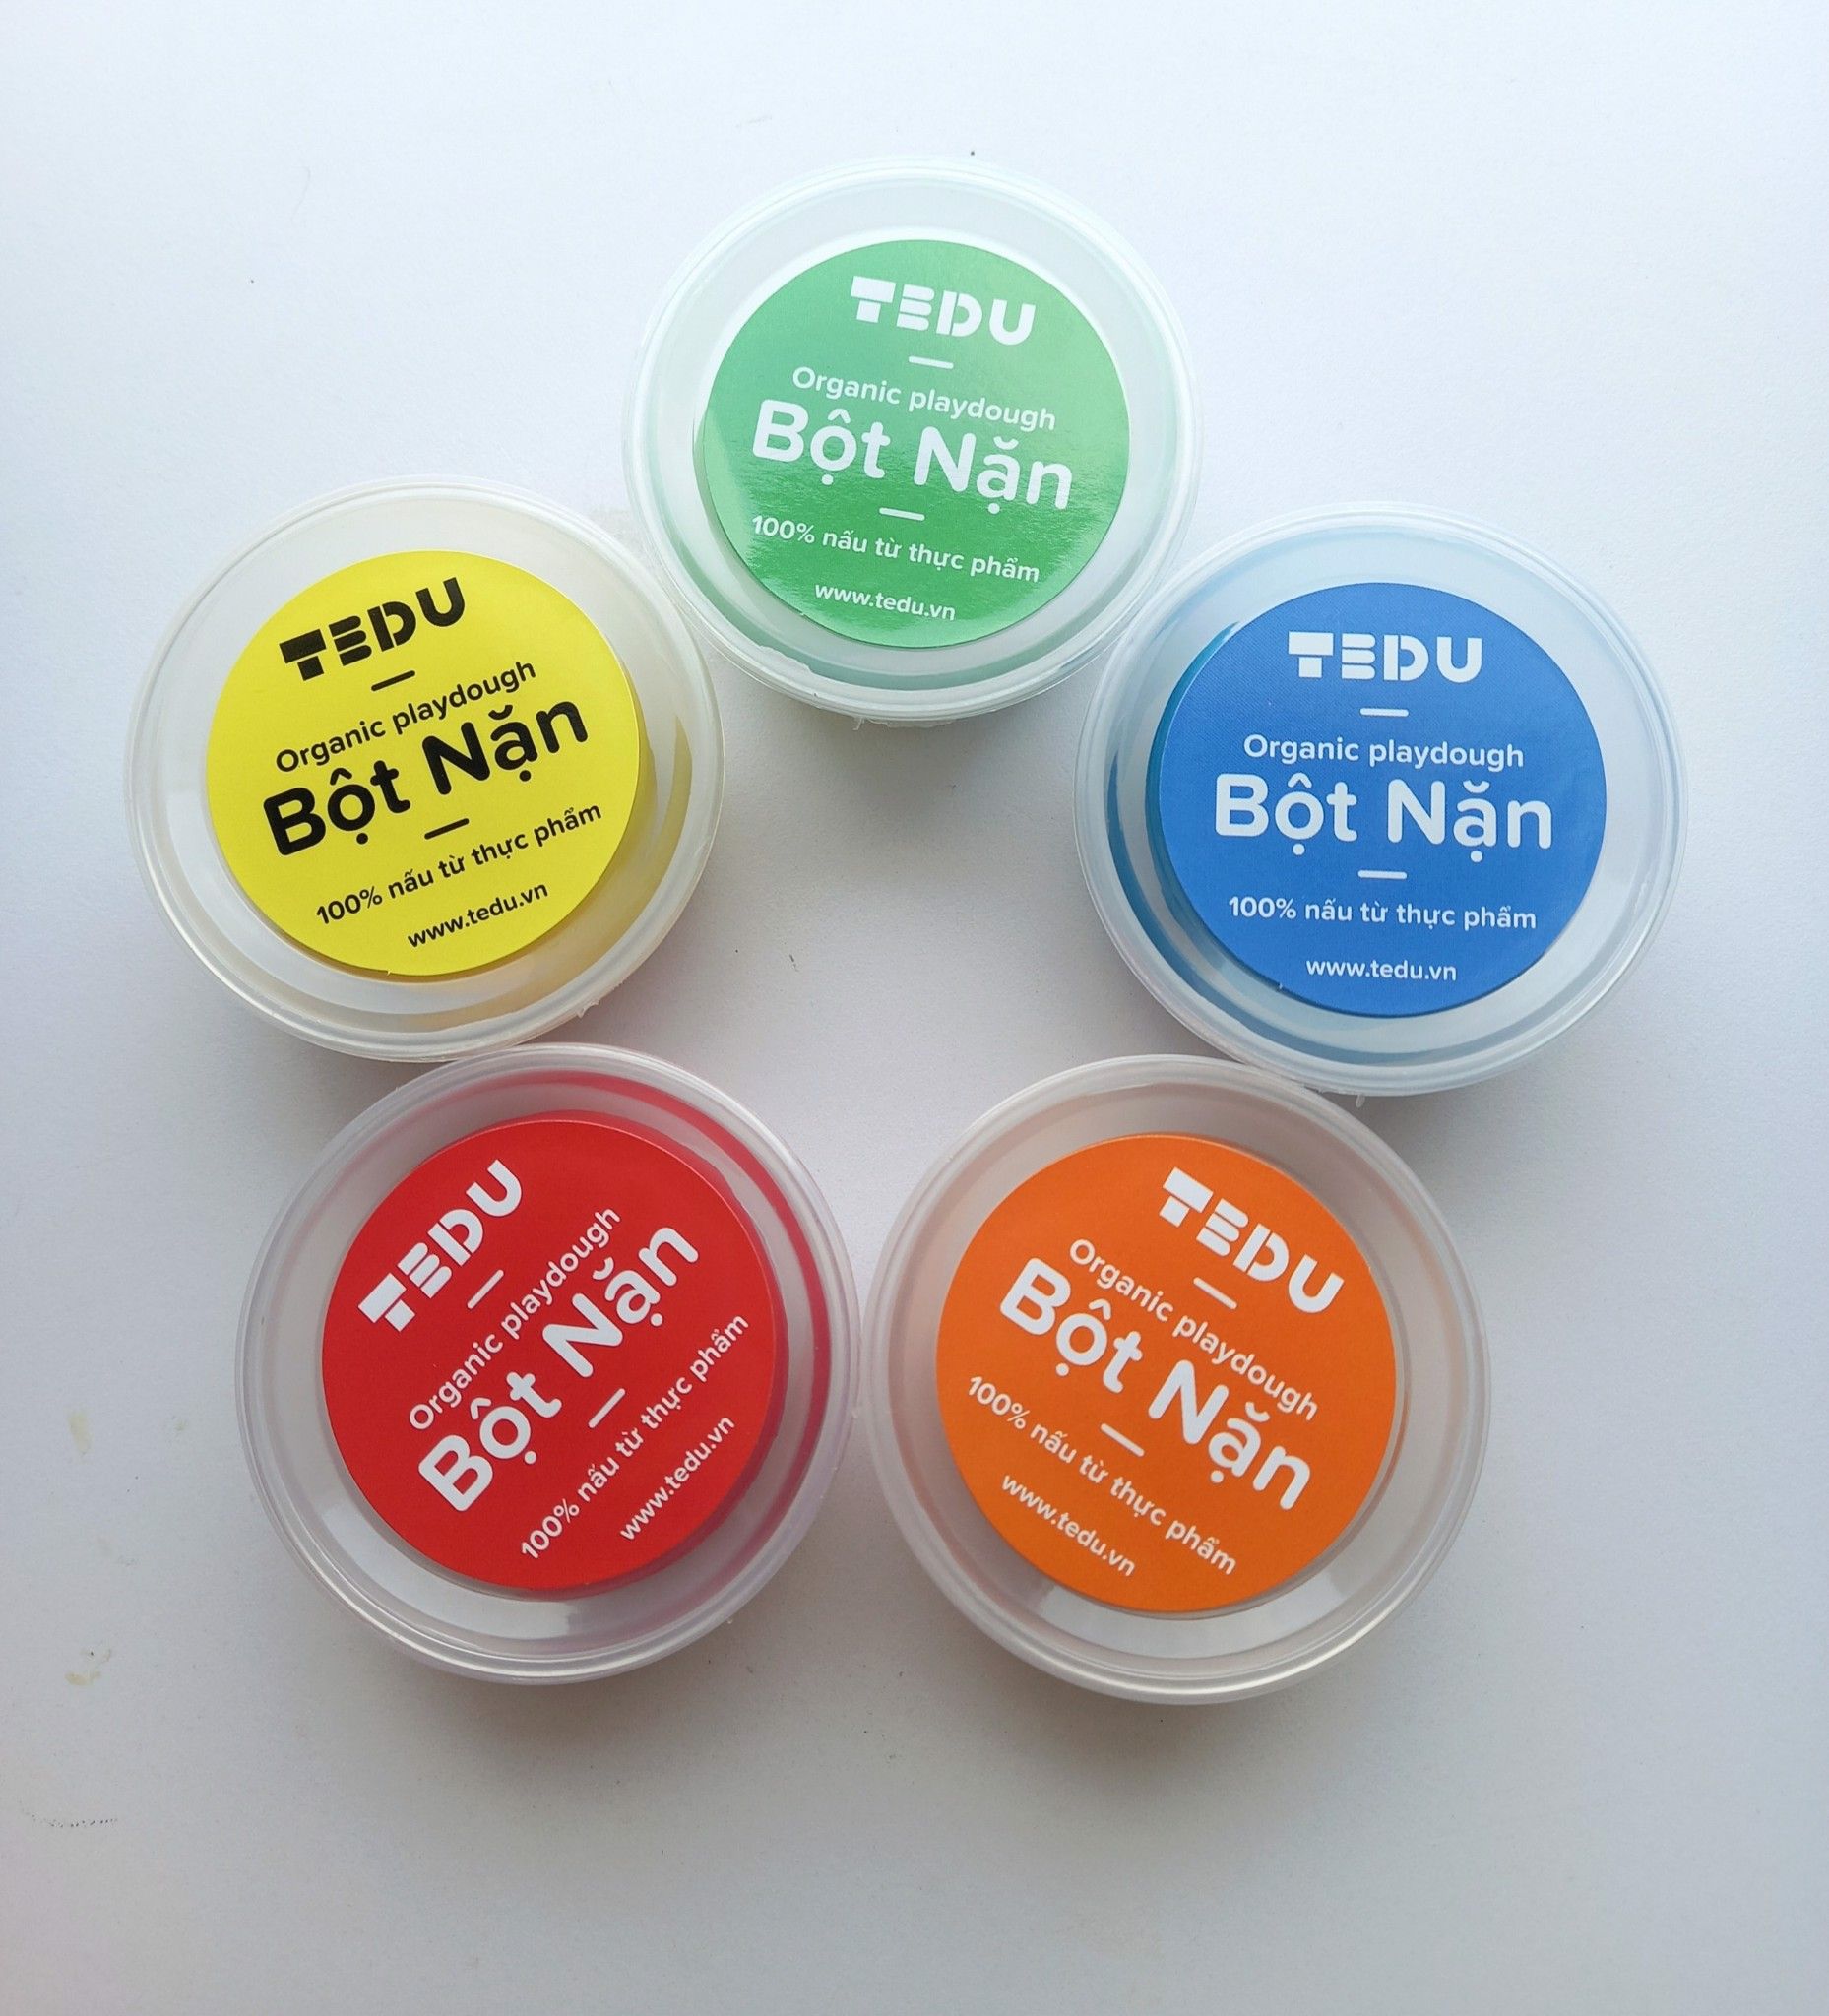 TEDU
Organic playdough
Bột Nặn
100% nấu từ thực phẩm
www.tedu.vn
TEDU
Organic playdough
Bột Nặn
100% nấu từ thực phẩm
www.tedu.vn
TEDU
Organic playdough
Bột Nặn
100% nấu từ thực phẩm
www.tedu.vn
TEDU
Organic playdough
Bột Nặn
100% nấu từ thực phẩm
www.tedu.vn
TEDU
Organic playdough
Bột Nặn
100% nấu từ thực phẩm
www.tedu.vn